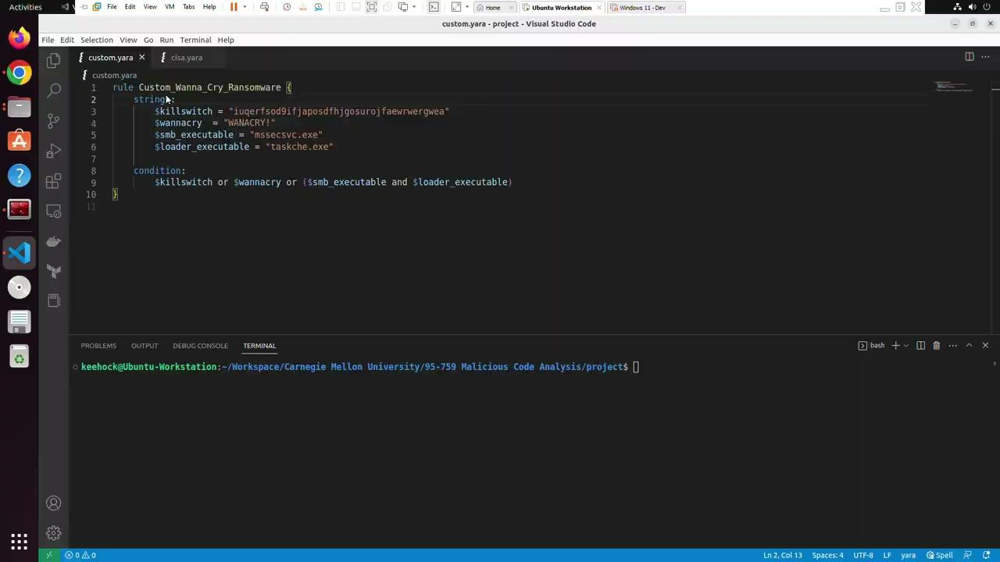 Activities
V
File Edit View VM Tabs Help
Home
Ubuntu Workstation
Windows 11 - Dev
custom.yara - project - Visual Studio Code
File Edit Selection View Go Run Terminal Help
custom.yara
cisa.yara
custom.yara
1 rule Custom_Wanna_Cry_Ransomware {
2 strings:
3 $killswitch = "iuqerfsod9ifjaposdfhjgosurojfaewrwergwea"
4 $wannacry = "WANACRY!"
5 $smb_executable = "mssecsvc.exe"
6 $loader_executable = "taskche.exe"
7
8 condition:
9 $killswitch or $wannacry or ($smb_executable and $loader_executable)
10 }
11
PROBLEMS OUTPUT DEBUG CONSOLE TERMINAL
bash
keehock@Ubuntu-Workstation:~/Workspace/Carnegie Mellon University/95-759 Malicious Code Analysis/project$
0 0
Ln 2, Col 13 Spaces: 4 UTF-8 LF yara Spell